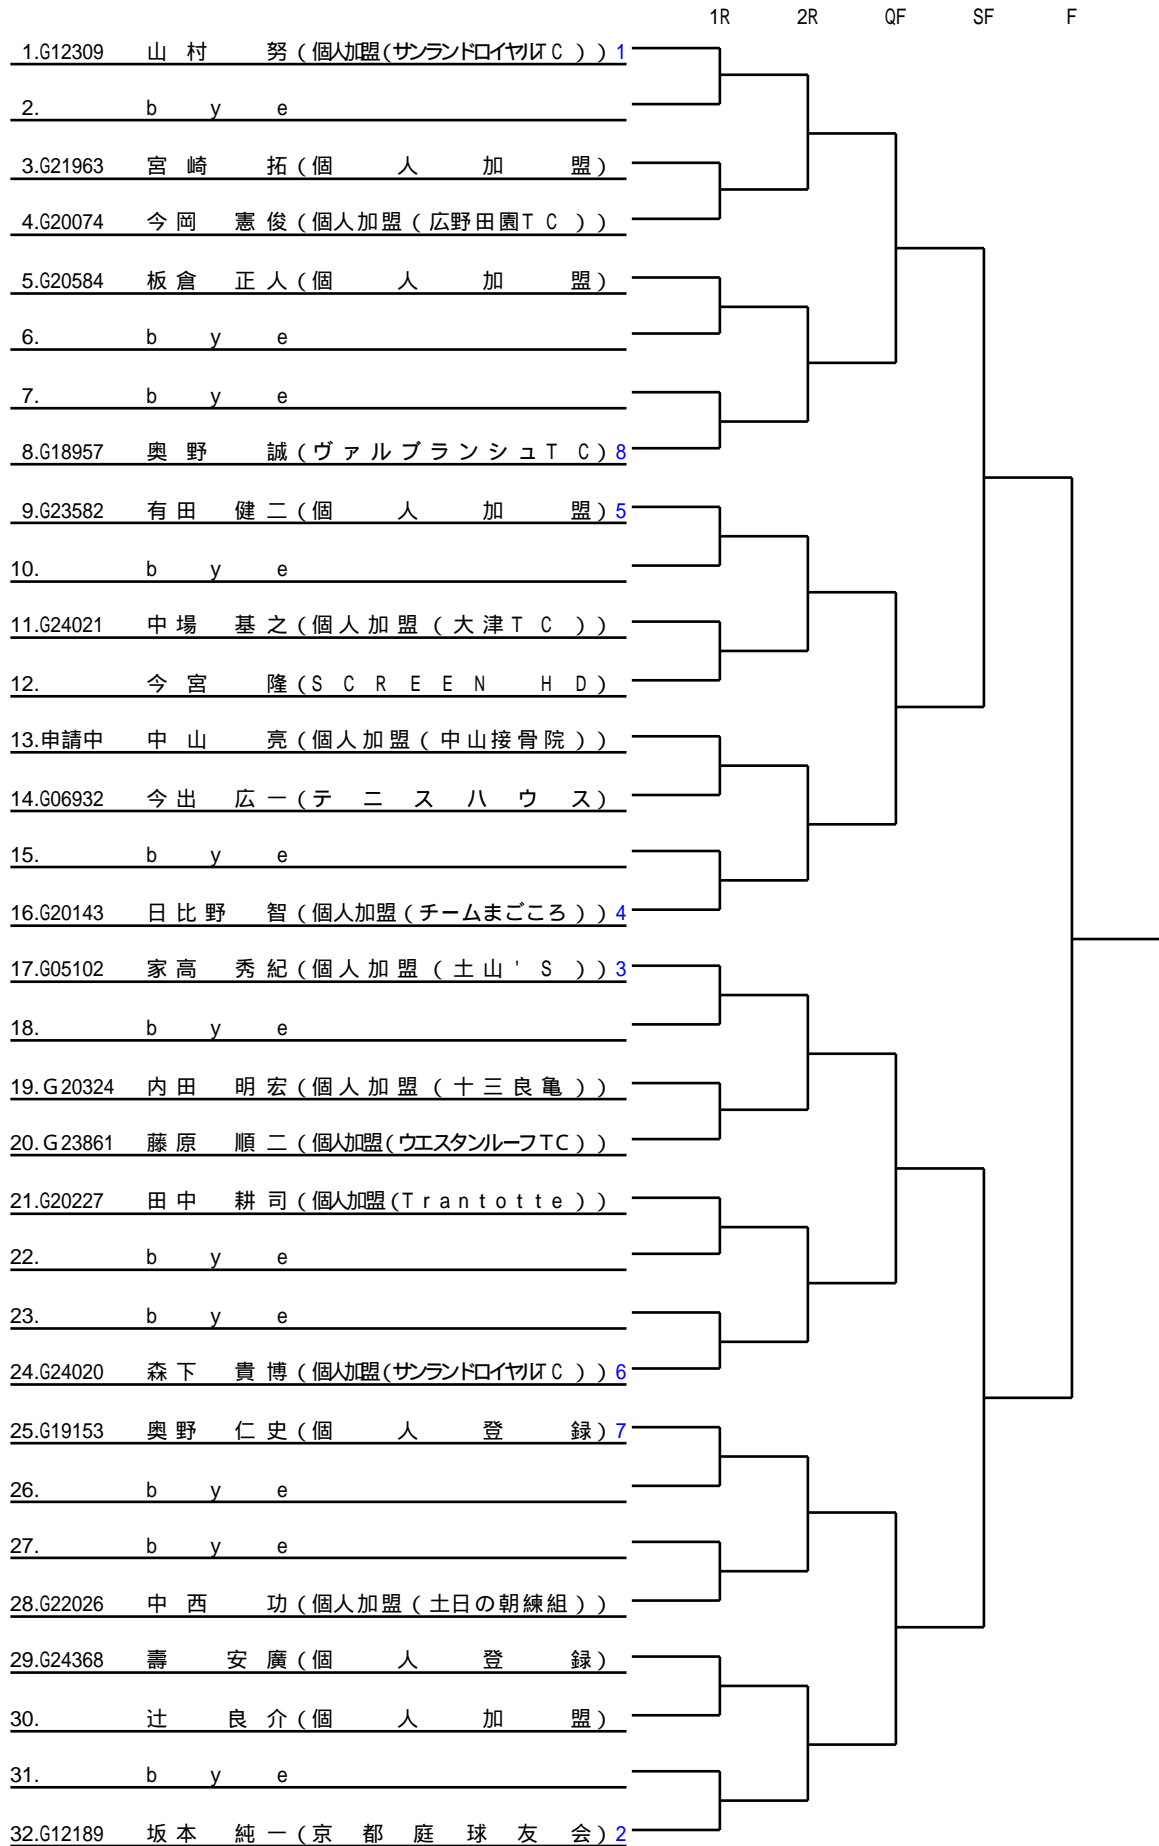 1R 2R QF SF F
1.G12309 山村 努(個人加盟(サンランドロイヤルTC)) 1
2. bye
3.G21963 宮崎 拓(個人加盟)
4.G20074 今岡 憲俊(個人加盟(広野田園TC))
5.G20584 板倉 正人(個人加盟)
6. bye
7. bye
8.G18957 奥野 誠(ヴァルブランシュTC) 8
9.G23582 有田 健二(個人加盟) 5
10. bye
11.G24021 中場 基之(個人加盟(大津TC))
12. 今宮 隆(SCREEN HD)
13.申請中 中山 亮(個人加盟(中山接骨院))
14.G06932 今出 広一(テニスハウス)
15. bye
16.G20143 日比野 智(個人加盟(チームまごころ)) 4
17.G05102 家高 秀紀(個人加盟(土山'S)) 3
18. bye
19.G20324 内田 明宏(個人加盟(十三良亀))
20.G23861 藤原 順二(個人加盟(ウエスタンルーフTC))
21.G20227 田中 耕司(個人加盟(Trantotte))
22. bye
23. bye
24.G24020 森下 貴博(個人加盟(サンランドロイヤルTC)) 6
25.G19153 奥野 仁史(個人登録) 7
26. bye
27. bye
28.G22026 中西 功(個人加盟(土日の朝練組))
29.G24368 壽 安廣(個人登録)
30. 辻 良介(個人加盟)
31. bye
32.G12189 坂本 純一(京都庭球友会) 2